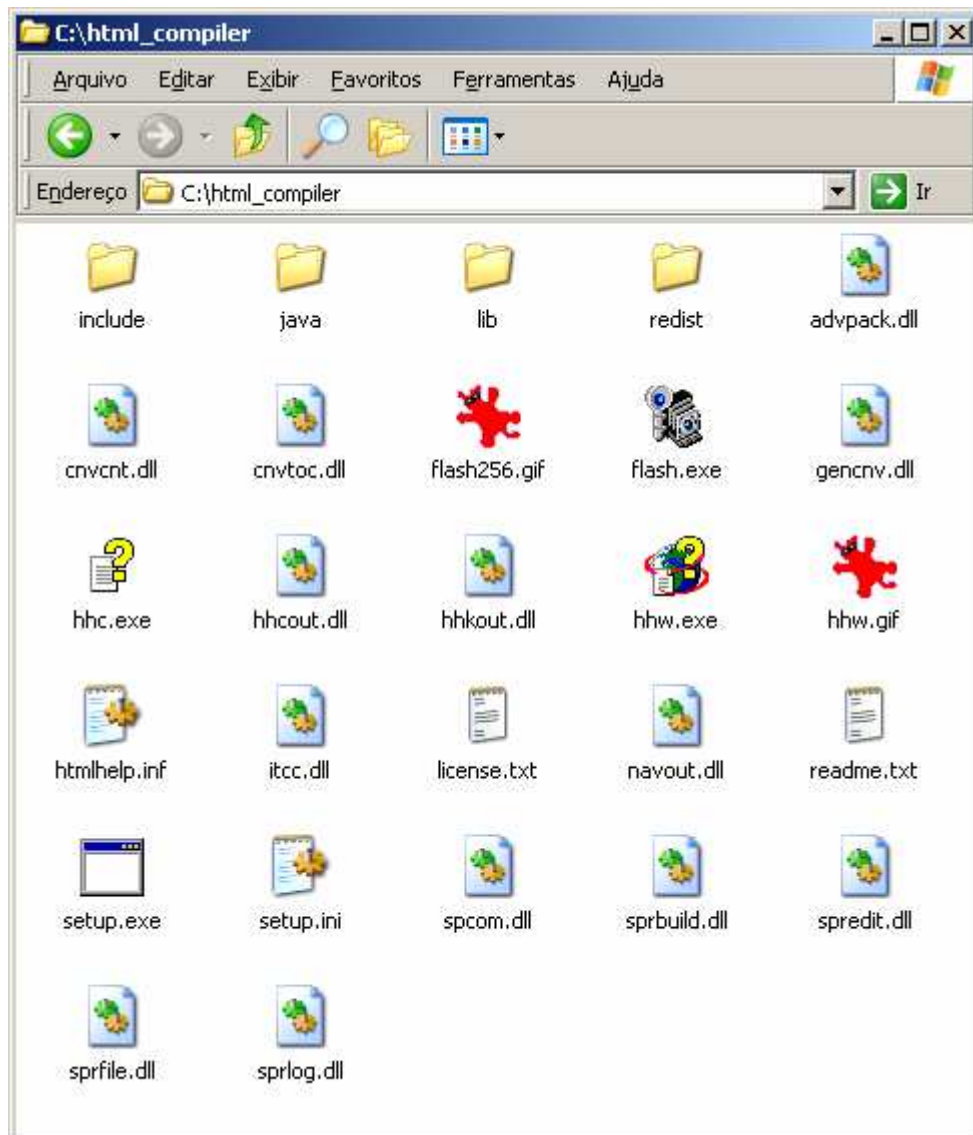 C:\html_compiler
Arquivo Editar Exibir Favoritos Ferramentas Ajuda
Endereço C:\html_compiler Ir
include java lib redist advpack.dll
cnvcnt.dll cnvtoc.dll flash256.gif flash.exe gencnv.dll
hhc.exe hhcout.dll hhkout.dll hhw.exe hhw.gif
htmlhelp.inf itcc.dll license.txt navout.dll readme.txt
setup.exe setup.ini spcom.dll sprbuild.dll spredit.dll
sprfile.dll sprlog.dll